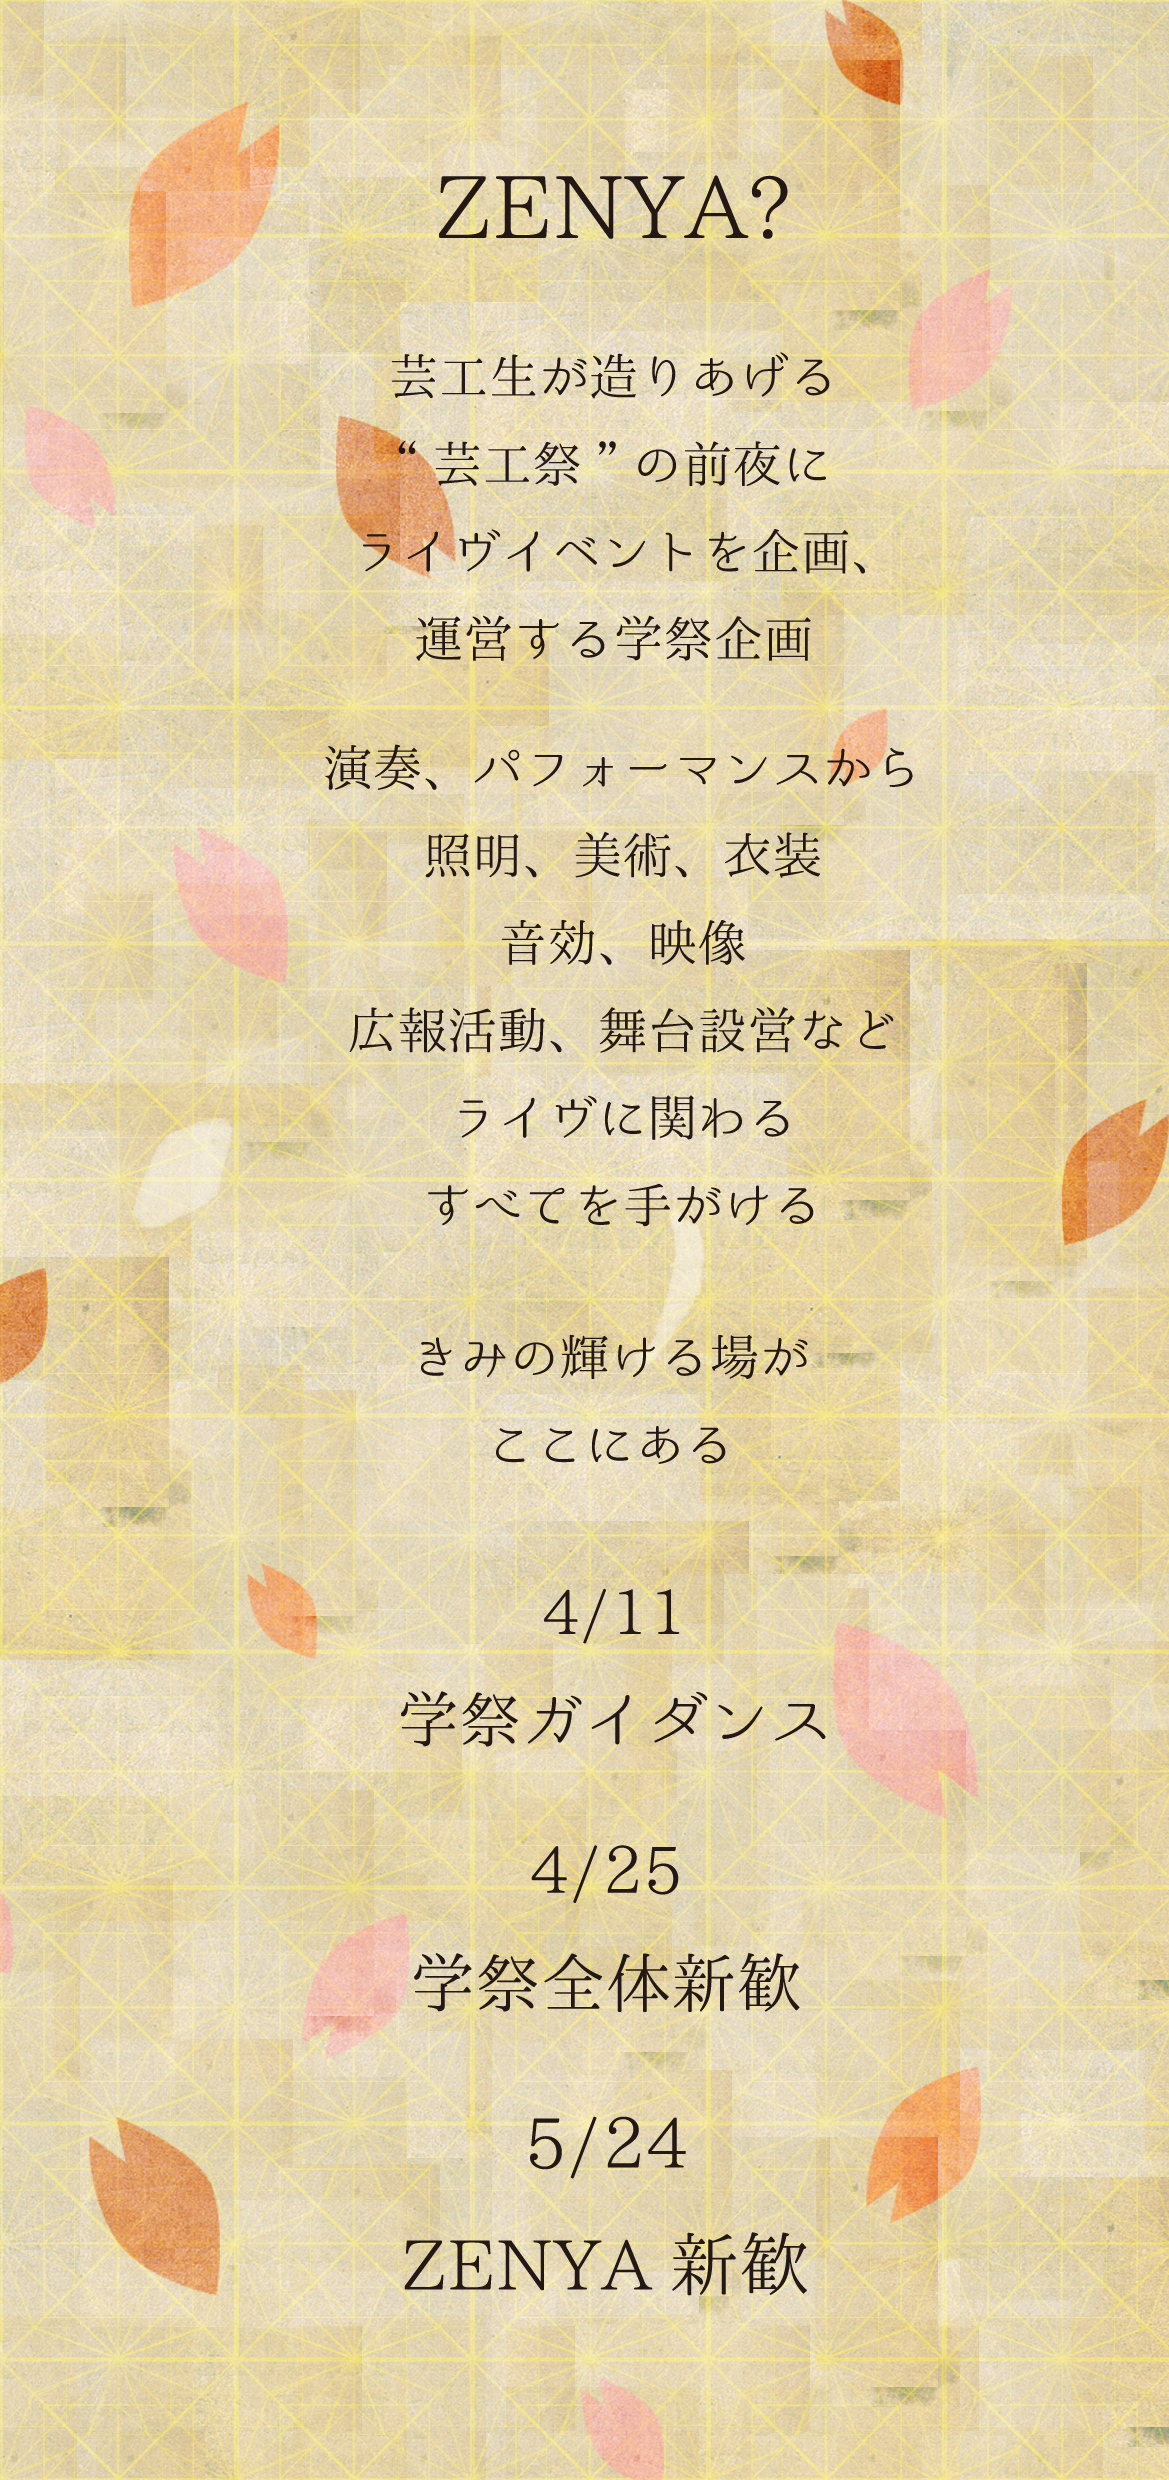 ZENYA?
芸工生が造りあげる
“芸工祭”の前夜に
ライヴイベントを企画、
運営する学祭企画
演奏、パフォーマンスから
照明、美術、衣装
音効、映像
広報活動、舞台設営など
ライヴに関わる
すべてを手がける
きみの輝ける場が
ここにある
4/11
学祭ガイダンス
4/25
学祭全体新歓
5/24
ZENYA 新歓